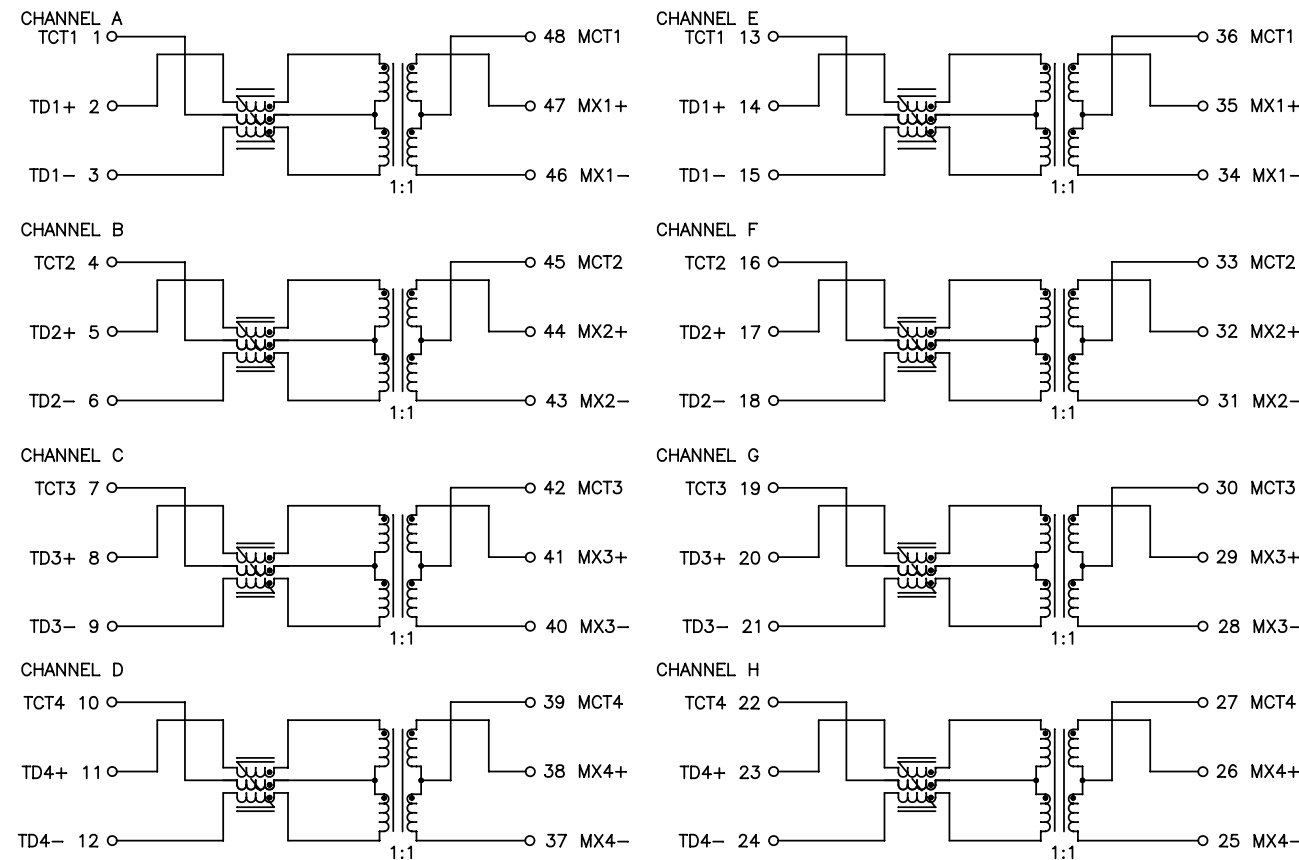 CHANNEL A
TCT1 1
48 MCT1
TD1+ 2
47 MX1+
TD1- 3
46 MX1-
1:1
CHANNEL B
TCT2 4
45 MCT2
TD2+ 5
44 MX2+
TD2- 6
43 MX2-
1:1
CHANNEL C
TCT3 7
42 MCT3
TD3+ 8
41 MX3+
TD3- 9
40 MX3-
1:1
CHANNEL D
TCT4 10
39 MCT4
TD4+ 11
38 MX4+
TD4- 12
37 MX4-
1:1
CHANNEL E
TCT1 13
36 MCT1
TD1+ 14
35 MX1+
TD1- 15
34 MX1-
1:1
CHANNEL F
TCT2 16
33 MCT2
TD2+ 17
32 MX2+
TD2- 18
31 MX2-
1:1
CHANNEL G
TCT3 19
30 MCT3
TD3+ 20
29 MX3+
TD3- 21
28 MX3-
1:1
CHANNEL H
TCT4 22
27 MCT4
TD4+ 23
26 MX4+
TD4- 24
25 MX4-
1:1